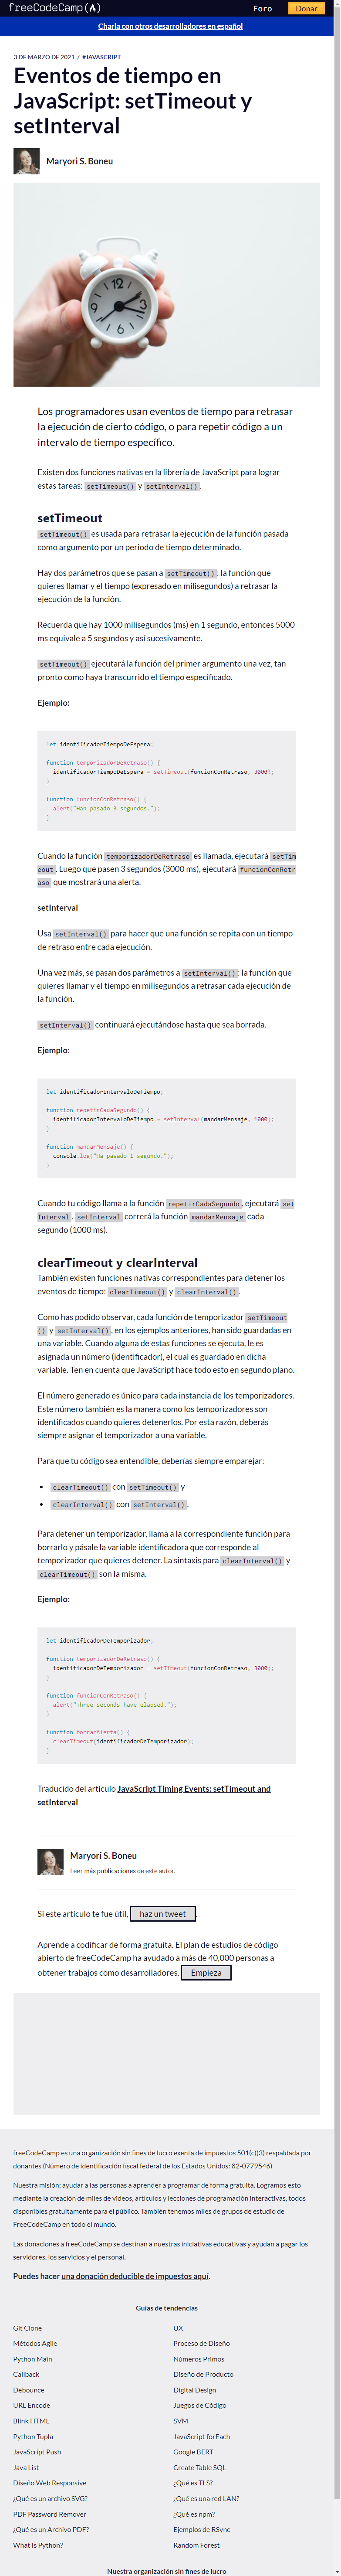 freeCodeCamp(🔥)
Foro
Donar
Charla con otros desarrolladores en español
3 DE MARZO DE 2021 / #JAVASCRIPT
Eventos de tiempo en
JavaScript: setTimeout y
setInterval
Maryori S. Boneu
Los programadores usan eventos de tiempo para retrasar
la ejecución de cierto código, o para repetir código a un
intervalo de tiempo específico.
Existen dos funciones nativas en la librería de JavaScript para lograr
estas tareas: setTimeout() y setInterval().
setTimeout
setTimeout() es usada para retrasar la ejecución de la función pasada
como argumento por un periodo de tiempo determinado.
Hay dos parámetros que se pasan a setTimeout(): la función que
quieres llamar y el tiempo (expresado en milisegundos) a retrasar la
ejecución de la función.
Recuerda que hay 1000 milisegundos (ms) en 1 segundo, entonces 5000
ms equivale a 5 segundos y así sucesivamente.
setTimeout() ejecutará la función del primer argumento una vez, tan
pronto como haya transcurrido el tiempo especificado.
Ejemplo:
let identificadorTiempoDeEspera;
function temporizadorDeRetraso() {
identificadorTiempoDeEspera = setTimeout(funcionConRetraso, 3000);
}
function funcionConRetraso() {
alert("Han pasado 3 segundos.");
}
Cuando la función temporizadorDeRetraso es llamada, ejecutará setTim
eout. Luego que pasen 3 segundos (3000 ms), ejecutará funcionConRetr
aso que mostrará una alerta.
setInterval
Usa setInterval() para hacer que una función se repita con un tiempo
de retraso entre cada ejecución.
Una vez más, se pasan dos parámetros a setInterval(): la función que
quieres llamar y el tiempo en milisegundos a retrasar cada ejecución de
la función.
setInterval() continuará ejecutándose hasta que sea borrada.
Ejemplo:
let identificadorIntervaloDeTiempo;
function repetirCadaSegundo() {
identificadorIntervaloDeTiempo = setInterval(mandarMensaje, 1000);
}
function mandarMensaje() {
console.log("Ha pasado 1 segundo.");
}
Cuando tu código llama a la función repetirCadaSegundo, ejecutará set
Interval. setInterval correrá la función mandarMensaje cada
segundo (1000 ms).
clearTimeout y clearInterval
También existen funciones nativas correspondientes para detener los
eventos de tiempo: clearTimeout() y clearInterval().
Como has podido observar, cada función de temporizador setTimeout
() y setInterval(), en los ejemplos anteriores, han sido guardadas en
una variable. Cuando alguna de estas funciones se ejecuta, le es
asignada un número (identificador), el cual es guardado en dicha
variable. Ten en cuenta que JavaScript hace todo esto en segundo plano.
El número generado es único para cada instancia de los temporizadores.
Este número también es la manera como los temporizadores son
identificados cuando quieres detenerlos. Por esta razón, deberás
siempre asignar el temporizador a una variable.
Para que tu código sea entendible, deberías siempre emparejar:
• clearTimeout() con setTimeout() y
• clearInterval() con setInterval().
Para detener un temporizador, llama a la correspondiente función para
borrarlo y pásale la variable identificadora que corresponde al
temporizador que quieres detener. La sintaxis para clearInterval() y
clearTimeout() son la misma.
Ejemplo:
let identificadorDeTemporizador;
function temporizadorDeRetraso() {
identificadorDeTemporizador = setTimeout(funcionConRetraso, 3000);
}
function funcionConRetraso() {
alert("Three seconds have elapsed.");
}
function borrarAlerta() {
clearTimeout(identificadorDeTemporizador);
}
Traducido del artículo JavaScript Timing Events: setTimeout and
setInterval
Maryori S. Boneu
Leer más publicaciones de este autor.
Si este artículo te fue útil, haz un tweet.
Aprende a codificar de forma gratuita. El plan de estudios de código
abierto de freeCodeCamp ha ayudado a más de 40,000 personas a
obtener trabajos como desarrolladores. Empieza
freeCodeCamp es una organización sin fines de lucro exenta de impuestos 501(c)(3) respaldada por
donantes (Número de identificación fiscal federal de los Estados Unidos: 82-0779546)
Nuestra misión: ayudar a las personas a aprender a programar de forma gratuita. Logramos esto
mediante la creación de miles de videos, artículos y lecciones de programación interactivas, todos
disponibles gratuitamente para el público. También tenemos miles de grupos de estudio de
FreeCodeCamp en todo el mundo.
Las donaciones a freeCodeCamp se destinan a nuestras iniciativas educativas y ayudan a pagar los
servidores, los servicios y el personal.
Puedes hacer una donación deducible de impuestos aquí.
Guías de tendencias
Git Clone
Métodos Agile
Python Main
Callback
Debounce
URL Encode
Blink HTML
Python Tupla
JavaScript Push
Java List
Diseño Web Responsive
¿Qué es un archivo SVG?
PDF Password Remover
¿Qué es un Archivo PDF?
What Is Python?
UX
Proceso de Diseño
Números Primos
Diseño de Producto
Digital Design
Juegos de Código
SVM
JavaScript forEach
Google BERT
Create Table SQL
¿Qué es TLS?
¿Qué es una red LAN?
¿Qué es npm?
Ejemplos de RSync
Random Forest
Nuestra organización sin fines de lucro